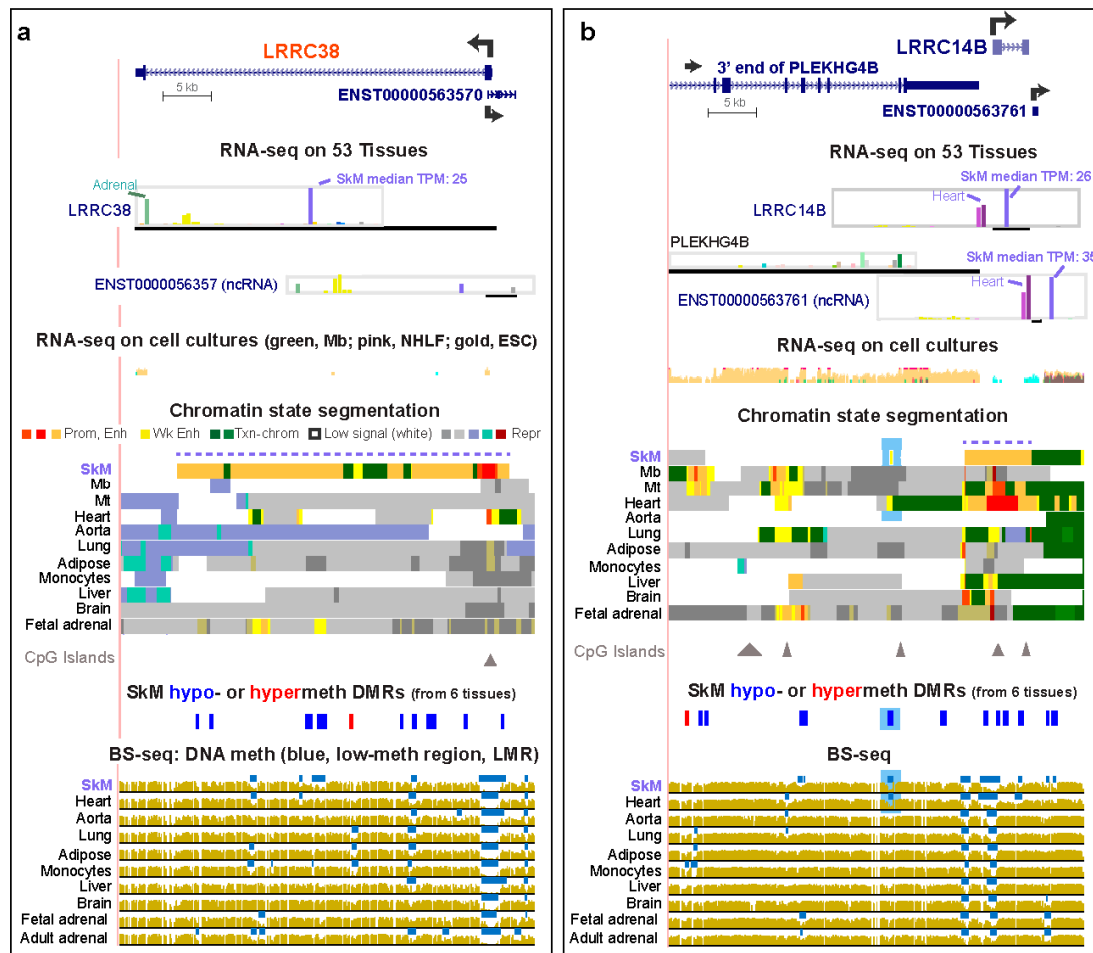 a
LRRC38
5 kb
ENST00000563570
RNA-seq on 53 Tissues
Adrenal
SkM median TPM: 25
LRRC38
ENST0000056357 (ncRNA)
RNA-seq on cell cultures (green, Mb; pink, NHLF; gold, ESC)
Chromatin state segmentation
Prom, Enh Wk Enh Txn-chrom Low signal (white) Repr
SkM
Mb
Mt
Heart
Aorta
Lung
Adipose
Monocytes
Liver
Brain
Fetal adrenal
CpG Islands
SkM hypo- or hypermeth DMRs (from 6 tissues)
BS-seq: DNA meth (blue, low-meth region, LMR)
SkM
Heart
Aorta
Lung
Adipose
Monocytes
Liver
Brain
Fetal adrenal
Adult adrenal
b
LRRC14B
3' end of PLEKHG4B
5 kb
ENST00000563761
RNA-seq on 53 Tissues
SkM median TPM: 26
Heart
LRRC14B
PLEKHG4B
SkM median TPM: 35
Heart
ENST00000563761 (ncRNA)
RNA-seq on cell cultures
Chromatin state segmentation
SkM
Mb
Mt
Heart
Aorta
Lung
Adipose
Monocytes
Liver
Brain
Fetal adrenal
CpG Islands
SkM hypo- or hypermeth DMRs (from 6 tissues)
BS-seq
SkM
Heart
Aorta
Lung
Adipose
Monocytes
Liver
Brain
Fetal adrenal
Adult adrenal